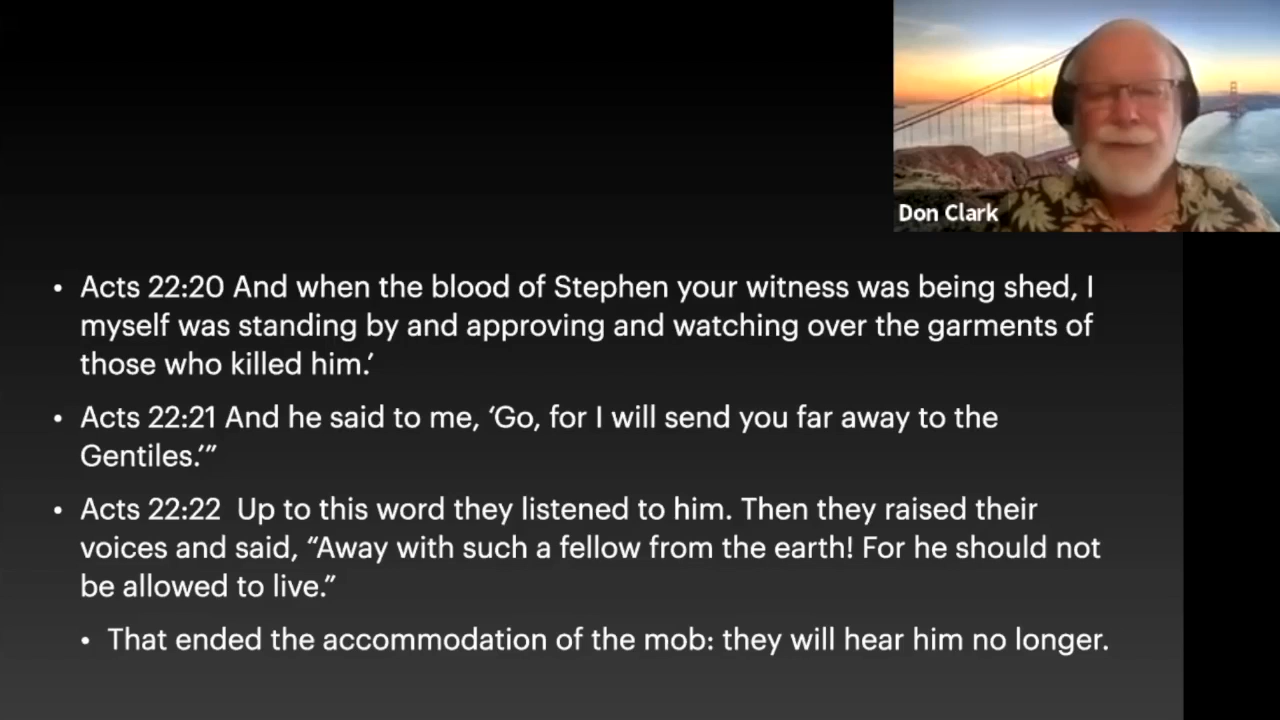 Don Clark
• Acts 22:20 And when the blood of Stephen your witness was being shed, I
myself was standing by and approving and watching over the garments of
those who killed him.’
• Acts 22:21 And he said to me, ‘Go, for I will send you far away to the
Gentiles.’”
• Acts 22:22  Up to this word they listened to him. Then they raised their
voices and said, “Away with such a fellow from the earth! For he should not
be allowed to live.”
• That ended the accommodation of the mob: they will hear him no longer.